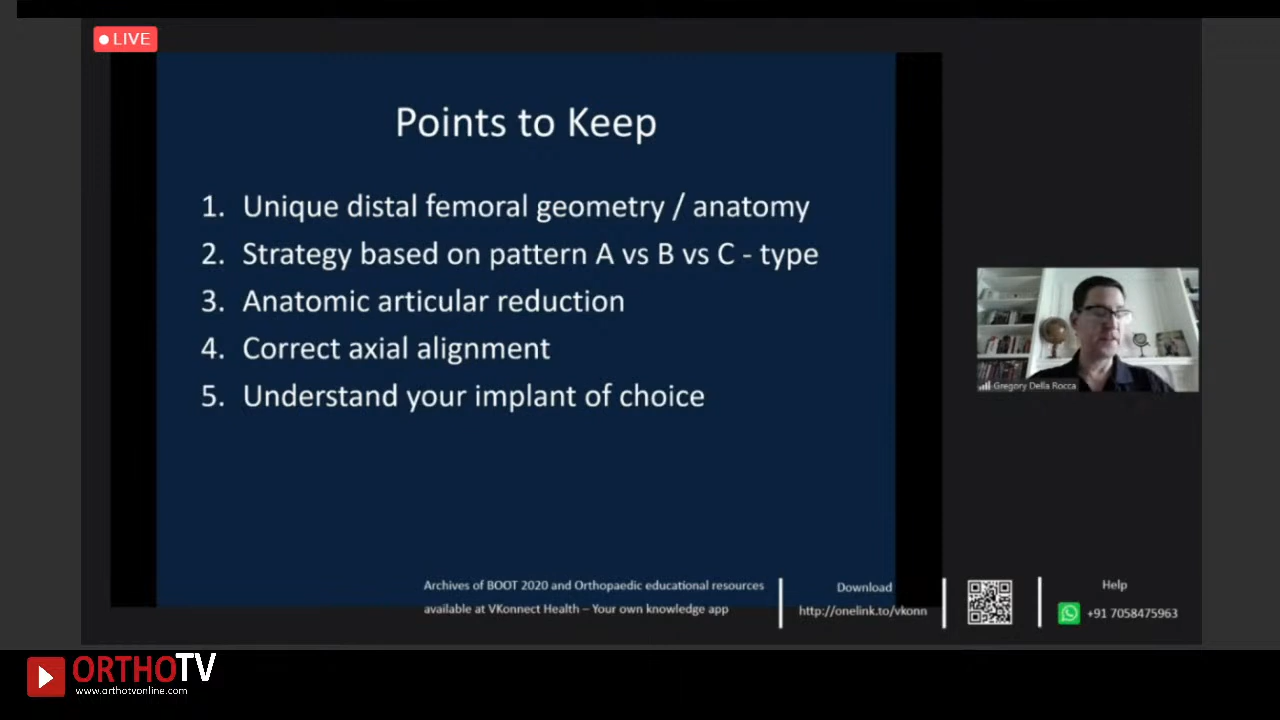 LIVE
Points to Keep
1. Unique distal femoral geometry / anatomy
2. Strategy based on pattern A vs B vs C - type
3. Anatomic articular reduction
4. Correct axial alignment
5. Understand your implant of choice
Gregory Della Rocca
Archives of BOOT 2020 and Orthopaedic educational resources
available at VKonnect Health – Your own knowledge app
Download
http://onelink.to/vkonn
Help
+91 7058475963
ORTHOTV
www.orthotvonline.com